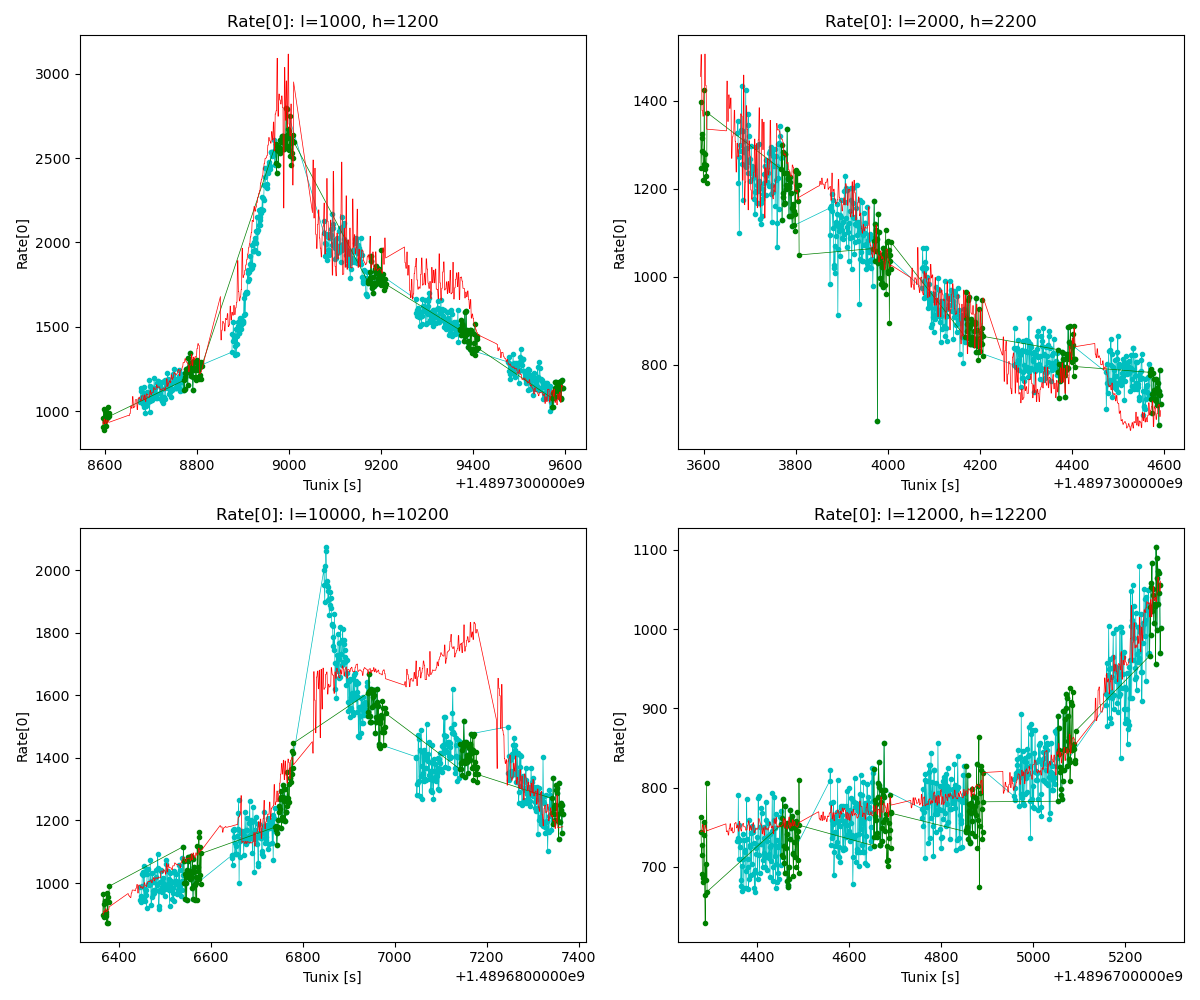 Rate[0]: l=1000, h=1200
Rate[0]
3000
2500
2000
1500
1000
8600 8800 9000 9200 9400 9600
Tunix [s]
+1.4897300000e9
Rate[0]: l=2000, h=2200
Rate[0]
1400
1200
1000
800
3600 3800 4000 4200 4400 4600
Tunix [s]
+1.4897300000e9
Rate[0]: l=10000, h=10200
Rate[0]
2000
1800
1600
1400
1200
1000
6400 6600 6800 7000 7200 7400
Tunix [s]
+1.4896800000e9
Rate[0]: l=12000, h=12200
Rate[0]
1100
1000
900
800
700
4400 4600 4800 5000 5200
Tunix [s]
+1.4896700000e9